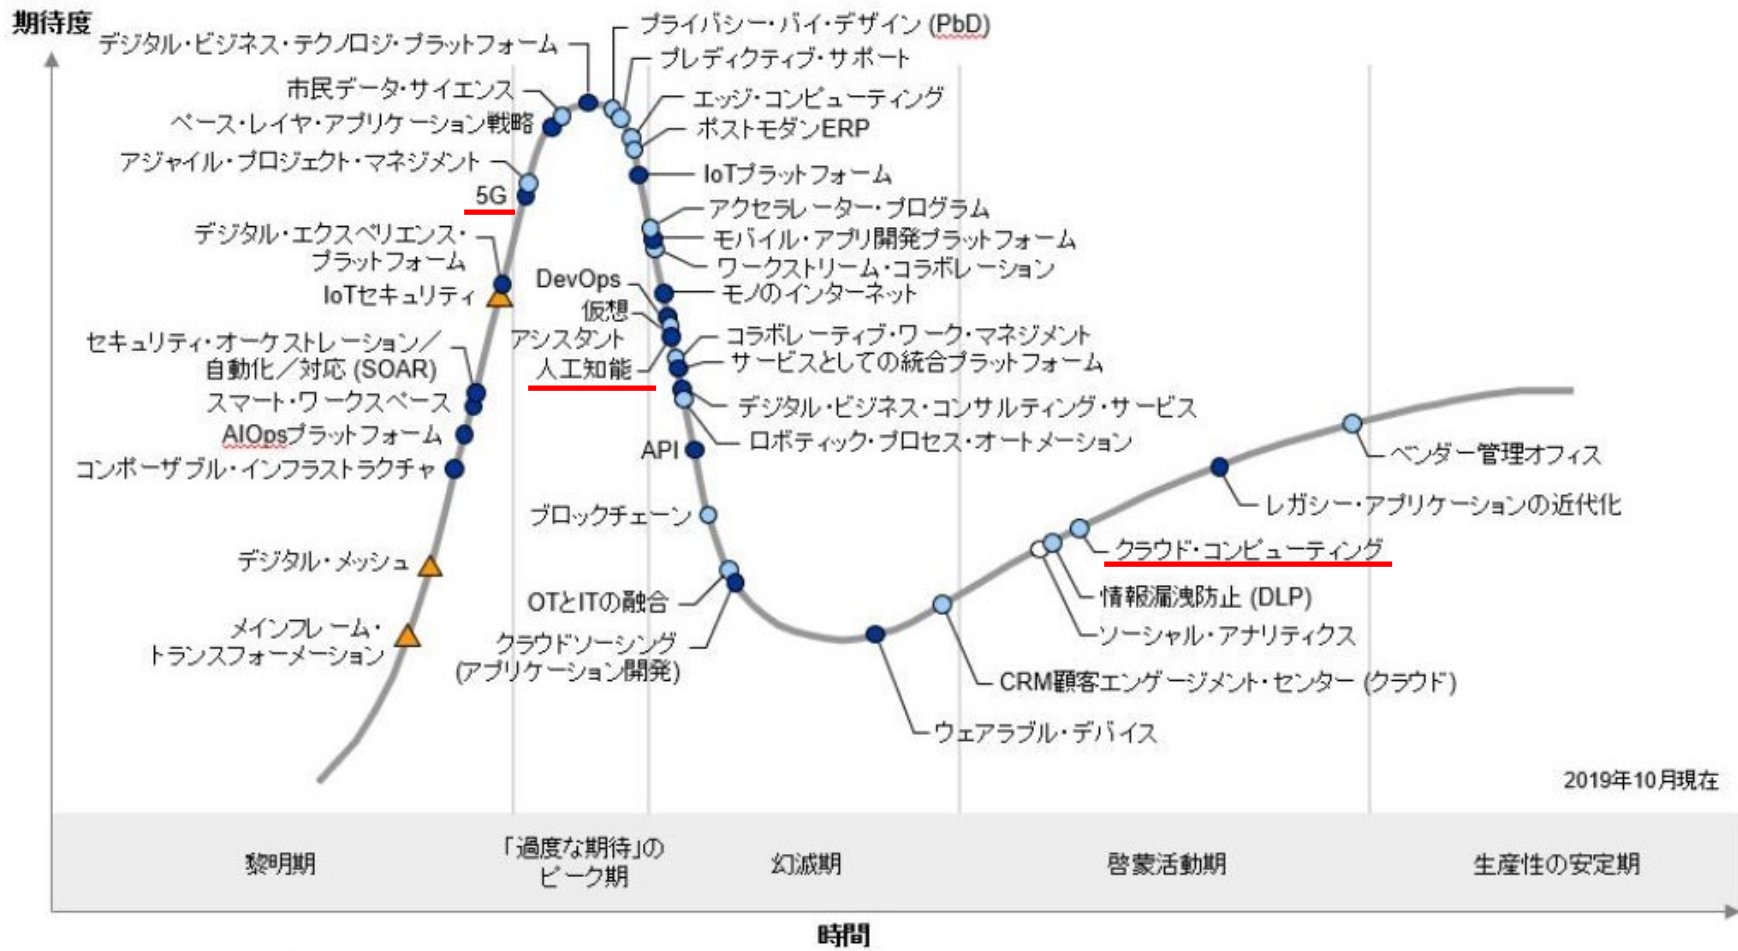 期待度
プライバシー・バイ・デザイン (PbD)
デジタル・ビジネス・テクノロジ・プラットフォーム
プレディクティブ・サポート
市民データ・サイエンス
エッジ・コンピューティング
ベース・レイヤ・アプリケーション戦略
ポストモダンERP
アジャイル・プロジェクト・マネジメント
IoTプラットフォーム
5G
アクセラレーター・プログラム
デジタル・エクスペリエンス・
プラットフォーム
モバイル・アプリ開発プラットフォーム
ワークストリーム・コラボレーション
IoTセキュリティ
DevOps
モノのインターネット
仮想
アシスタント
コラボレーティブ・ワーク・マネジメント
セキュリティ・オーケストレーション／
自動化／対応 (SOAR)
人工知能
サービスとしての統合プラットフォーム
スマート・ワークスペース
デジタル・ビジネス・コンサルティング・サービス
AIOpsプラットフォーム
ロボティック・プロセス・オートメーション
API
コンポーザブル・インフラストラクチャ
ベンダー管理オフィス
レガシー・アプリケーションの近代化
ブロックチェーン
クラウド・コンピューティング
デジタル・メッシュ
OTとITの融合
情報漏洩防止 (DLP)
メインフレーム・
トランスフォーメーション
クラウドソーシング
(アプリケーション開発)
ソーシャル・アナリティクス
CRM顧客エンゲージメント・センター (クラウド)
ウェアラブル・デバイス
2019年10月現在
黎明期
「過度な期待」の
ピーク期
幻滅期
啓蒙活動期
生産性の安定期
時間